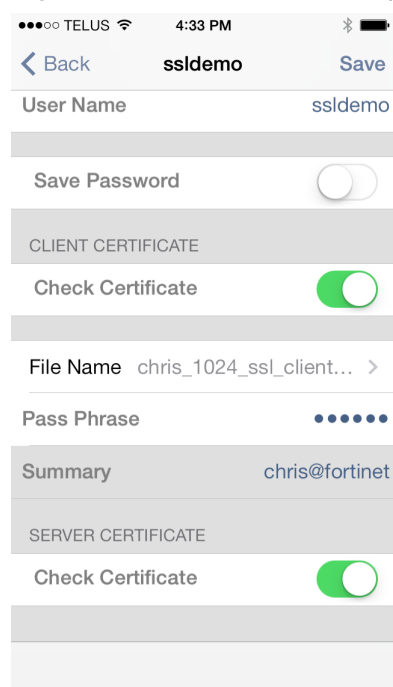 TELUS 4:33 PM
Back ssldemo Save
User Name ssldemo
Save Password
CLIENT CERTIFICATE
Check Certificate
File Name chris_1024_ssl_client...
Pass Phrase ••••••
Summary chris@fortinet
SERVER CERTIFICATE
Check Certificate